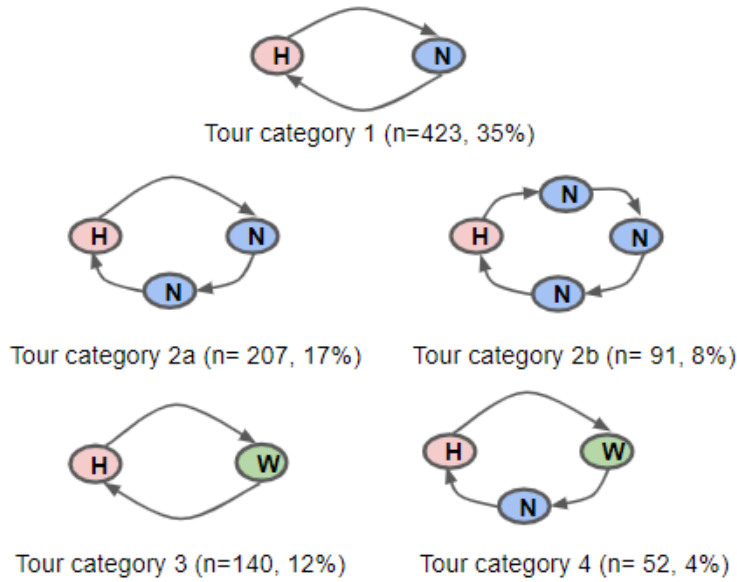 H N
Tour category 1 (n=423, 35%)
H N N
Tour category 2a (n= 207, 17%)
N H N N
Tour category 2b (n= 91, 8%)
H W
Tour category 3 (n=140, 12%)
H W N
Tour category 4 (n= 52, 4%)